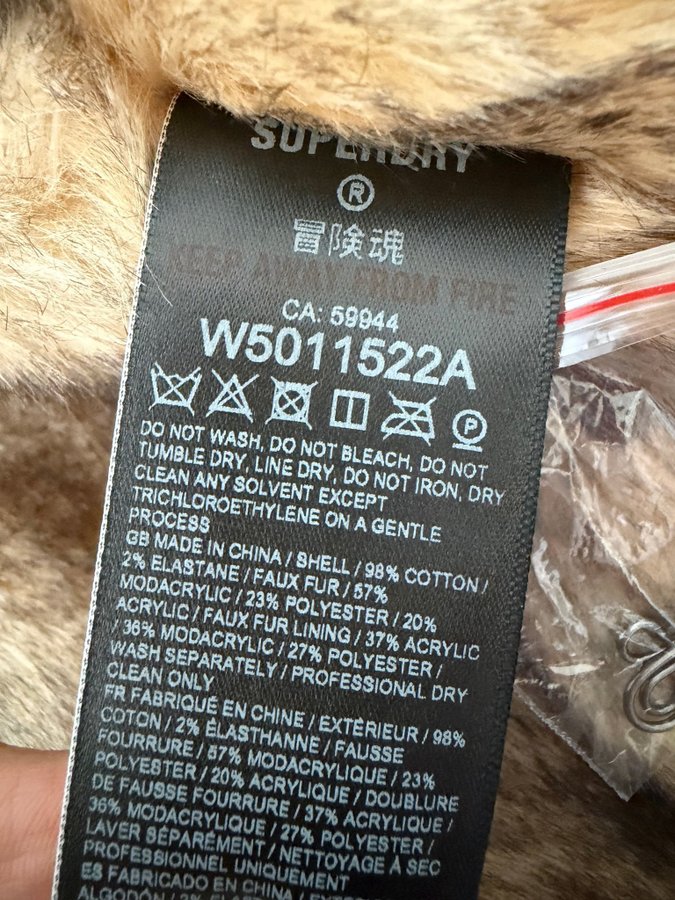 SUPERDRY
®
冒険魂
KEEP AWAY FROM FIRE
CA: 59944
W5011522A
P
DO NOT WASH, DO NOT BLEACH, DO NOT
TUMBLE DRY, LINE DRY, DO NOT IRON, DRY
CLEAN ANY SOLVENT EXCEPT
TRICHLOROETHYLENE ON A GENTLE
PROCESS
GB MADE IN CHINA / SHELL / 98% COTTON /
2% ELASTANE / FAUX FUR / 57%
MODACRYLIC / 23% POLYESTER / 20%
ACRYLIC / FAUX FUR LINING / 37% ACRYLIC
/ 36% MODACRYLIC / 27% POLYESTER /
WASH SEPARATELY / PROFESSIONAL DRY
CLEAN ONLY
FR FABRIQUÉ EN CHINE / EXTÉRIEUR / 98%
COTON / 2% ÉLASTHANNE / FAUSSE
FOURRURE / 57% MODACRYLIQUE / 23%
POLYESTER / 20% ACRYLIQUE / DOUBLURE
DE FAUSSE FOURRURE / 37% ACRYLIQUE /
36% MODACRYLIQUE / 27% POLYESTER /
LAVER SÉPARÉMENT / NETTOYAGE À SEC
PROFESSIONNEL UNIQUEMENT
ES FABRICADO EN CHINA / EXTERIOR / 98%
ALGODÓN / 2% ELASTANO /